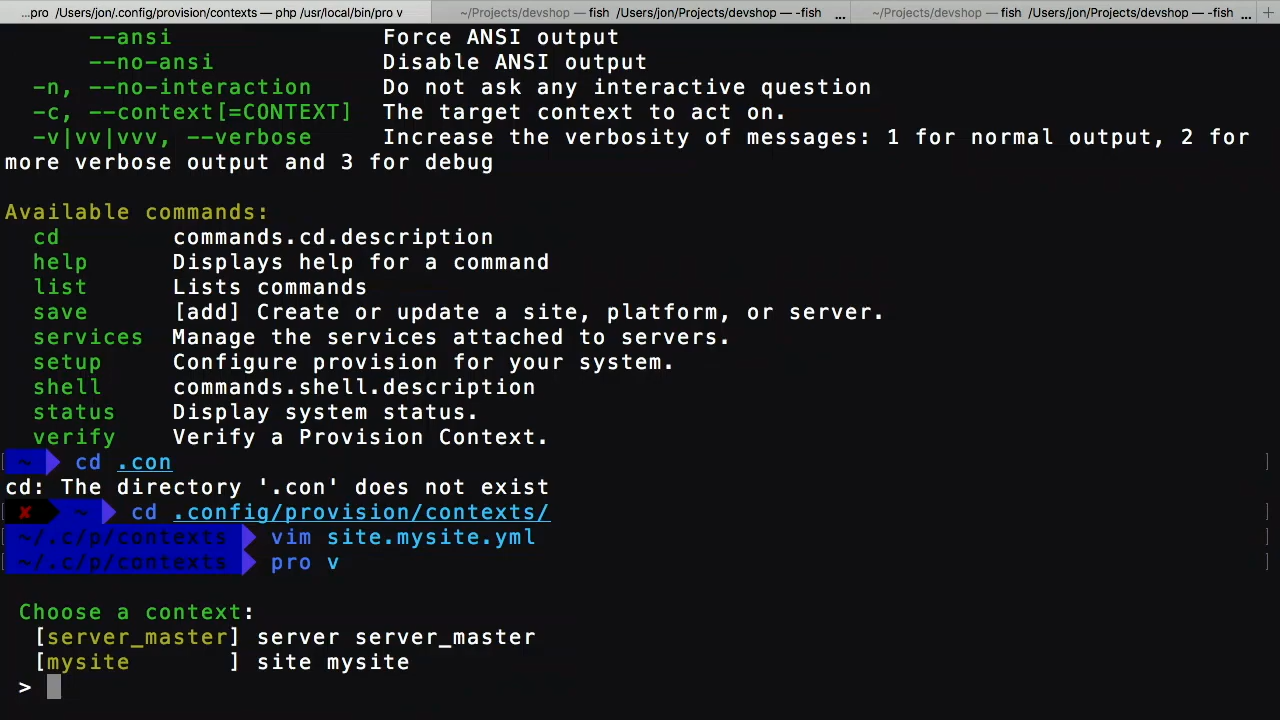 ...pro /Users/jon/.config/provision/contexts — php /usr/local/bin/pro v
~/Projects/devshop — fish /Users/jon/Projects/devshop — -fish ...
~/Projects/devshop — fish /Users/jon/Projects/devshop — -fish ...
--ansi Force ANSI output
--no-ansi Disable ANSI output
-n, --no-interaction Do not ask any interactive question
-c, --context[=CONTEXT] The target context to act on.
-v|vv|vvv, --verbose Increase the verbosity of messages: 1 for normal output, 2 for
more verbose output and 3 for debug
Available commands:
cd commands.cd.description
help Displays help for a command
list Lists commands
save [add] Create or update a site, platform, or server.
services Manage the services attached to servers.
setup Configure provision for your system.
shell commands.shell.description
status Display system status.
verify Verify a Provision Context.
~ cd .con
cd: The directory '.con' does not exist
✘ ~ cd .config/provision/contexts/
~/.c/p/contexts vim site.mysite.yml
~/.c/p/contexts pro v
Choose a context:
[server_master] server server_master
[mysite ] site mysite
>